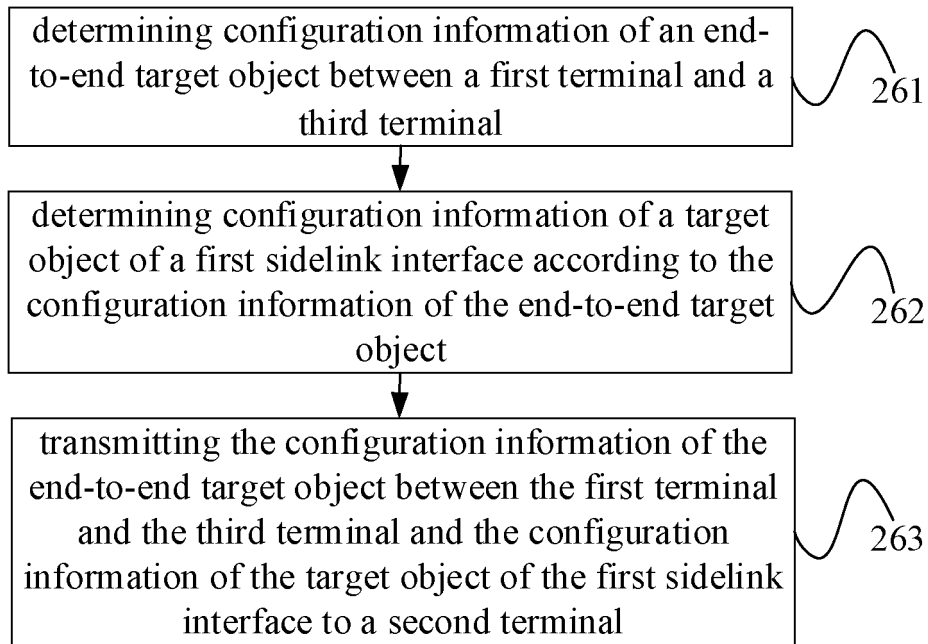 determining configuration information of an end-
to-end target object between a first terminal and a
third terminal
261
determining configuration information of a target
object of a first sidelink interface according to the
configuration information of the end-to-end target
object
262
transmitting the configuration information of the
end-to-end target object between the first terminal
and the third terminal and the configuration
information of the target object of the first sidelink
interface to a second terminal
263